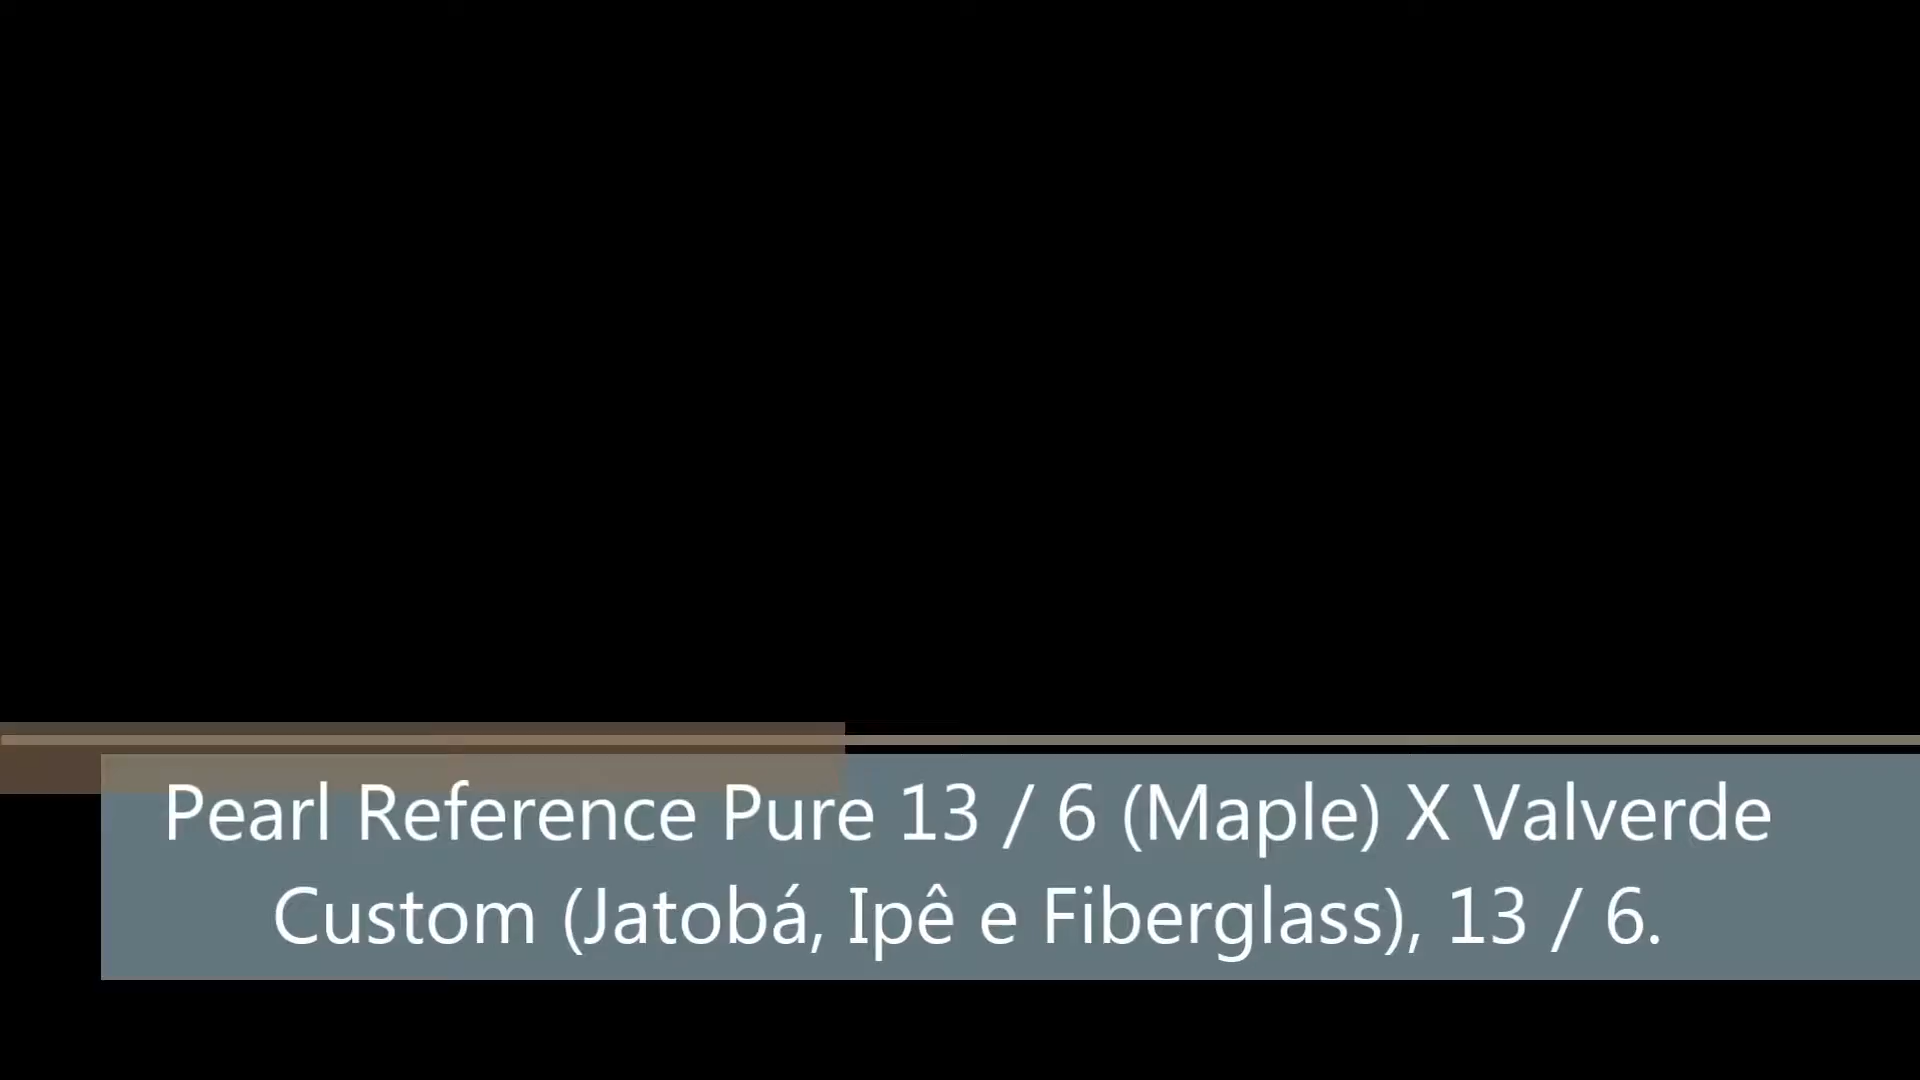 Pearl Reference Pure 13 / 6 (Maple) X Valverde
Custom (Jatobá, Ipê e Fiberglass), 13 / 6.